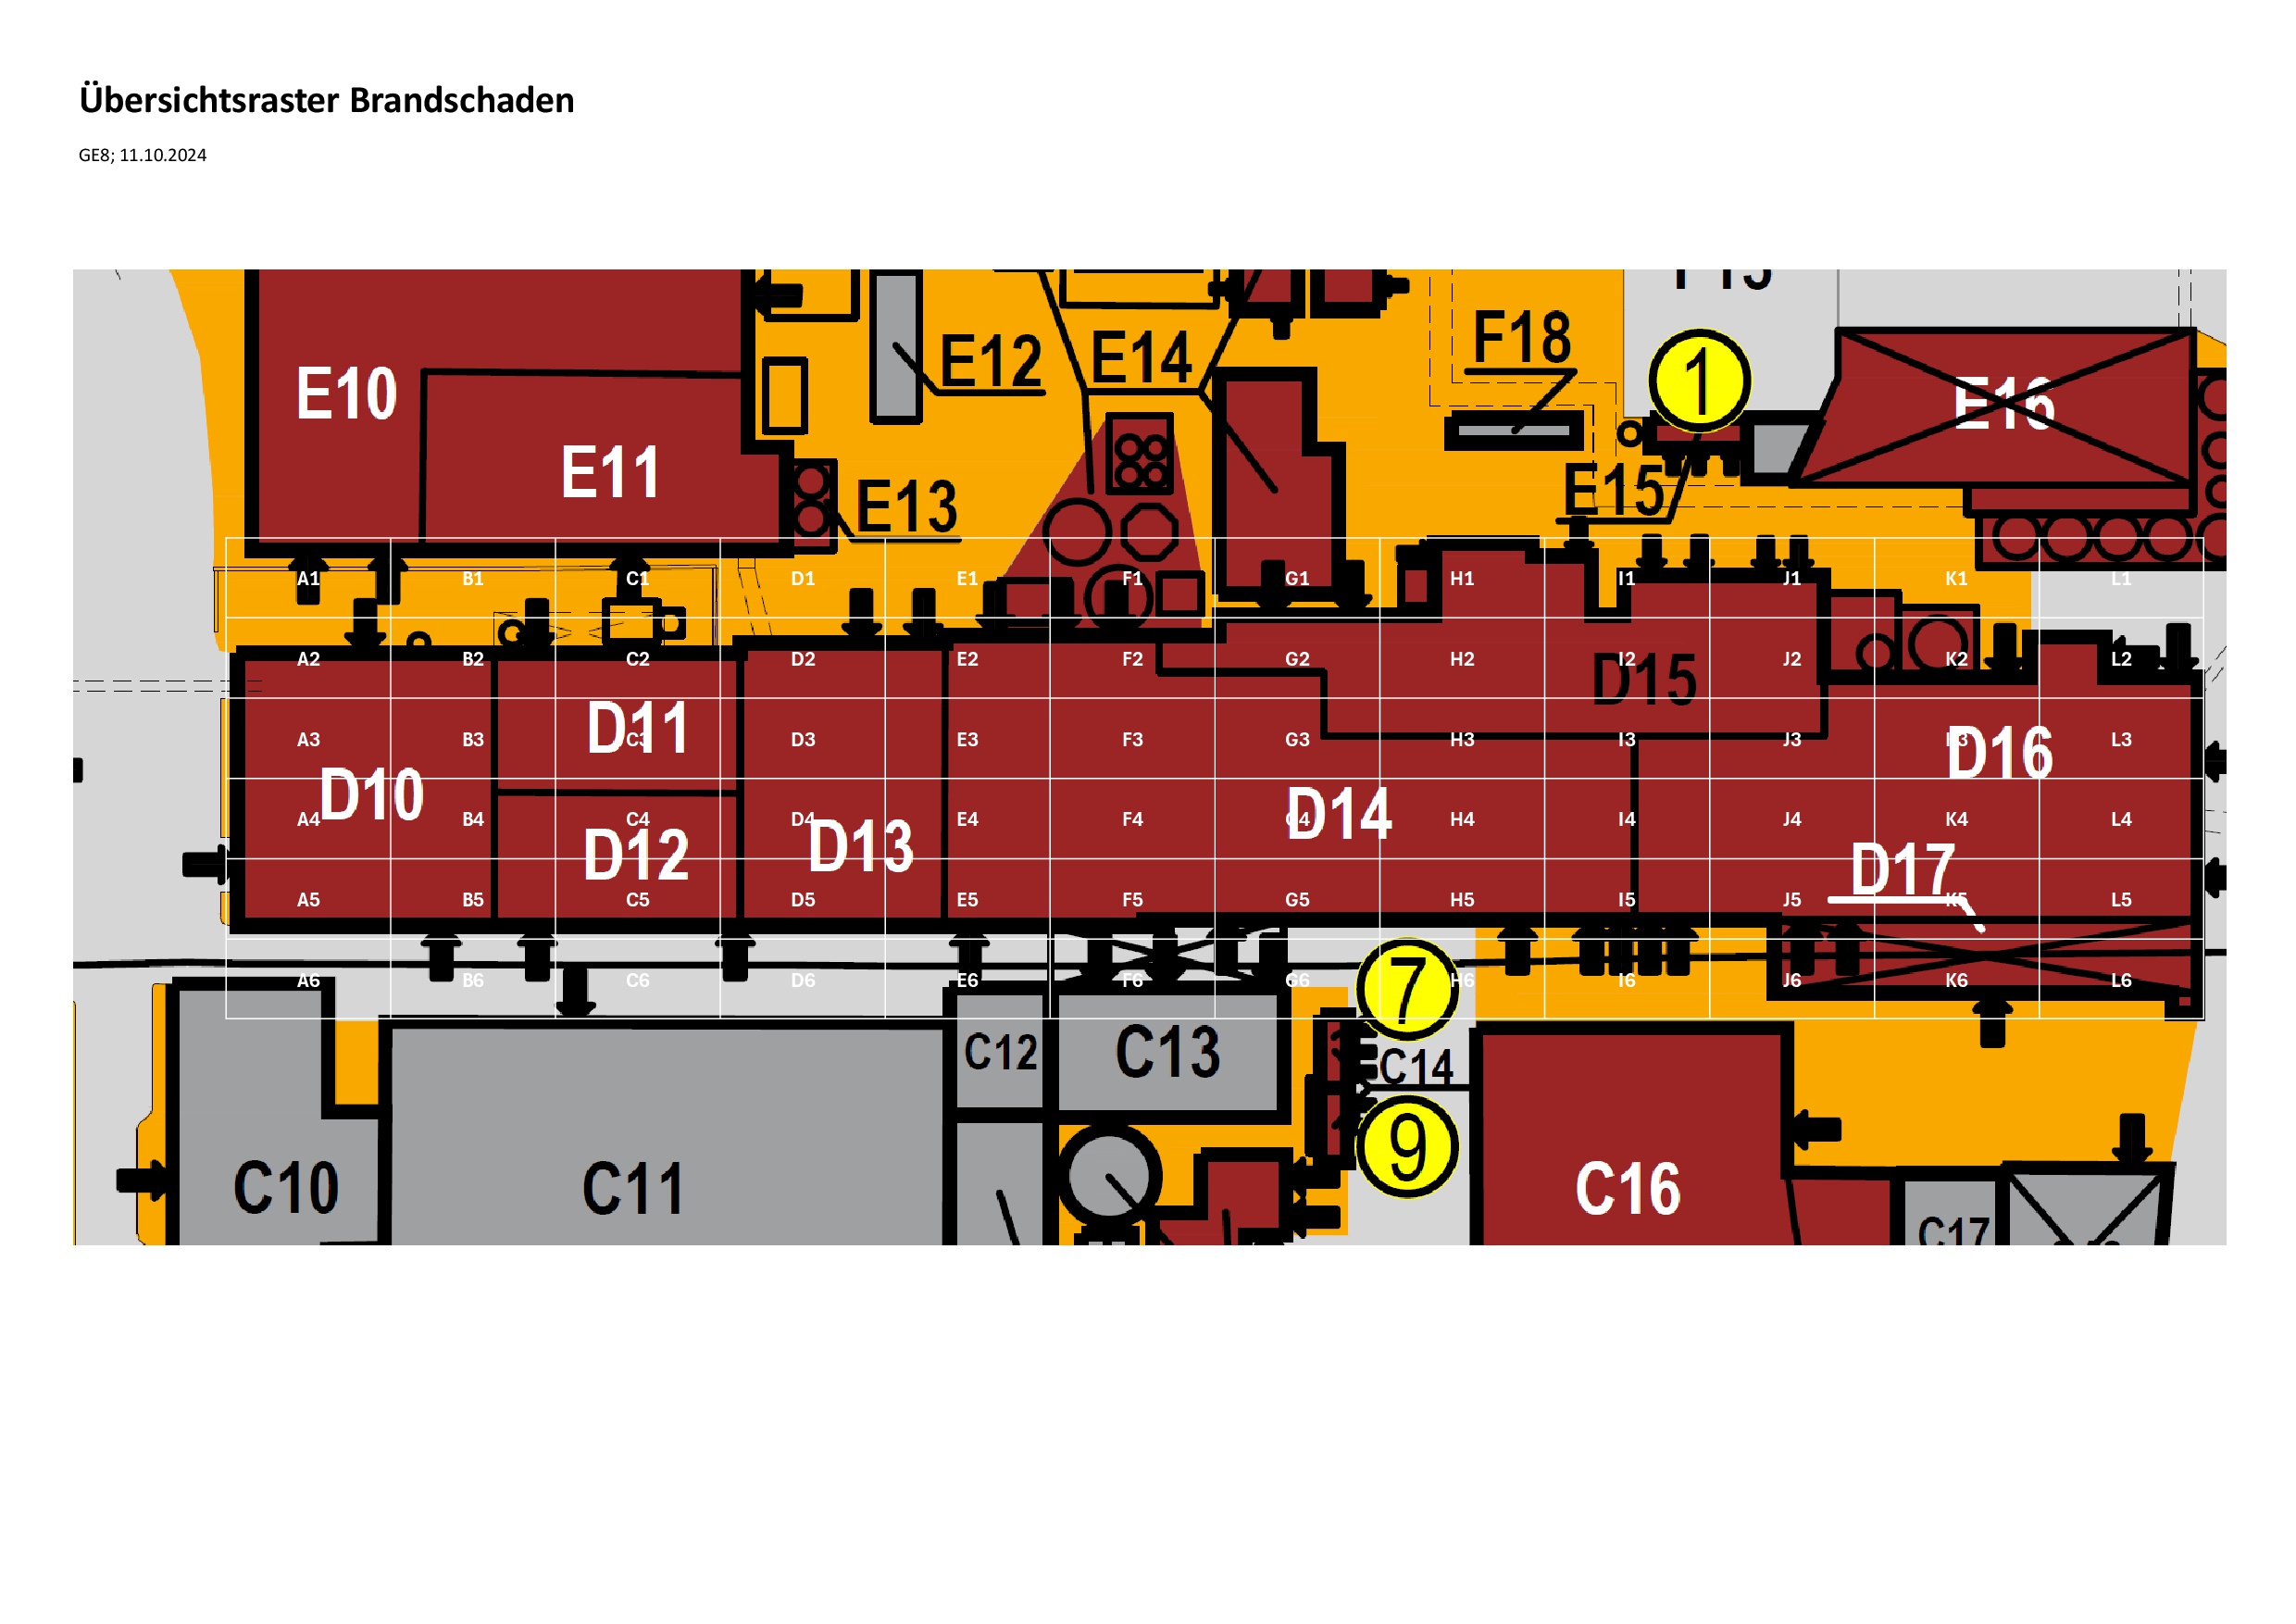 Übersichtsraster Brandschaden
GE8; 11.10.2024
F18
E12
E14
1
E10
E16
E11
E13
E15
A1 B1 C1 D1 E1 F1 G1 H1 I1 J1 K1 L1
A2 B2 C2 D2 E2 F2 G2 H2 I2 J2 K2 L2
D15
D11
D16
A3 B3 C3 D3 E3 F3 G3 H3 I3 J3 K3 L3
D10
D14
A4 B4 C4 D4 E4 F4 G4 H4 I4 J4 K4 L4
D12
D13
D17
A5 B5 C5 D5 E5 F5 G5 H5 I5 J5 K5 L5
7
A6 B6 C6 D6 E6 F6 G6 H6 I6 J6 K6 L6
C12
C13
C14
9
C10
C11
C16
C17